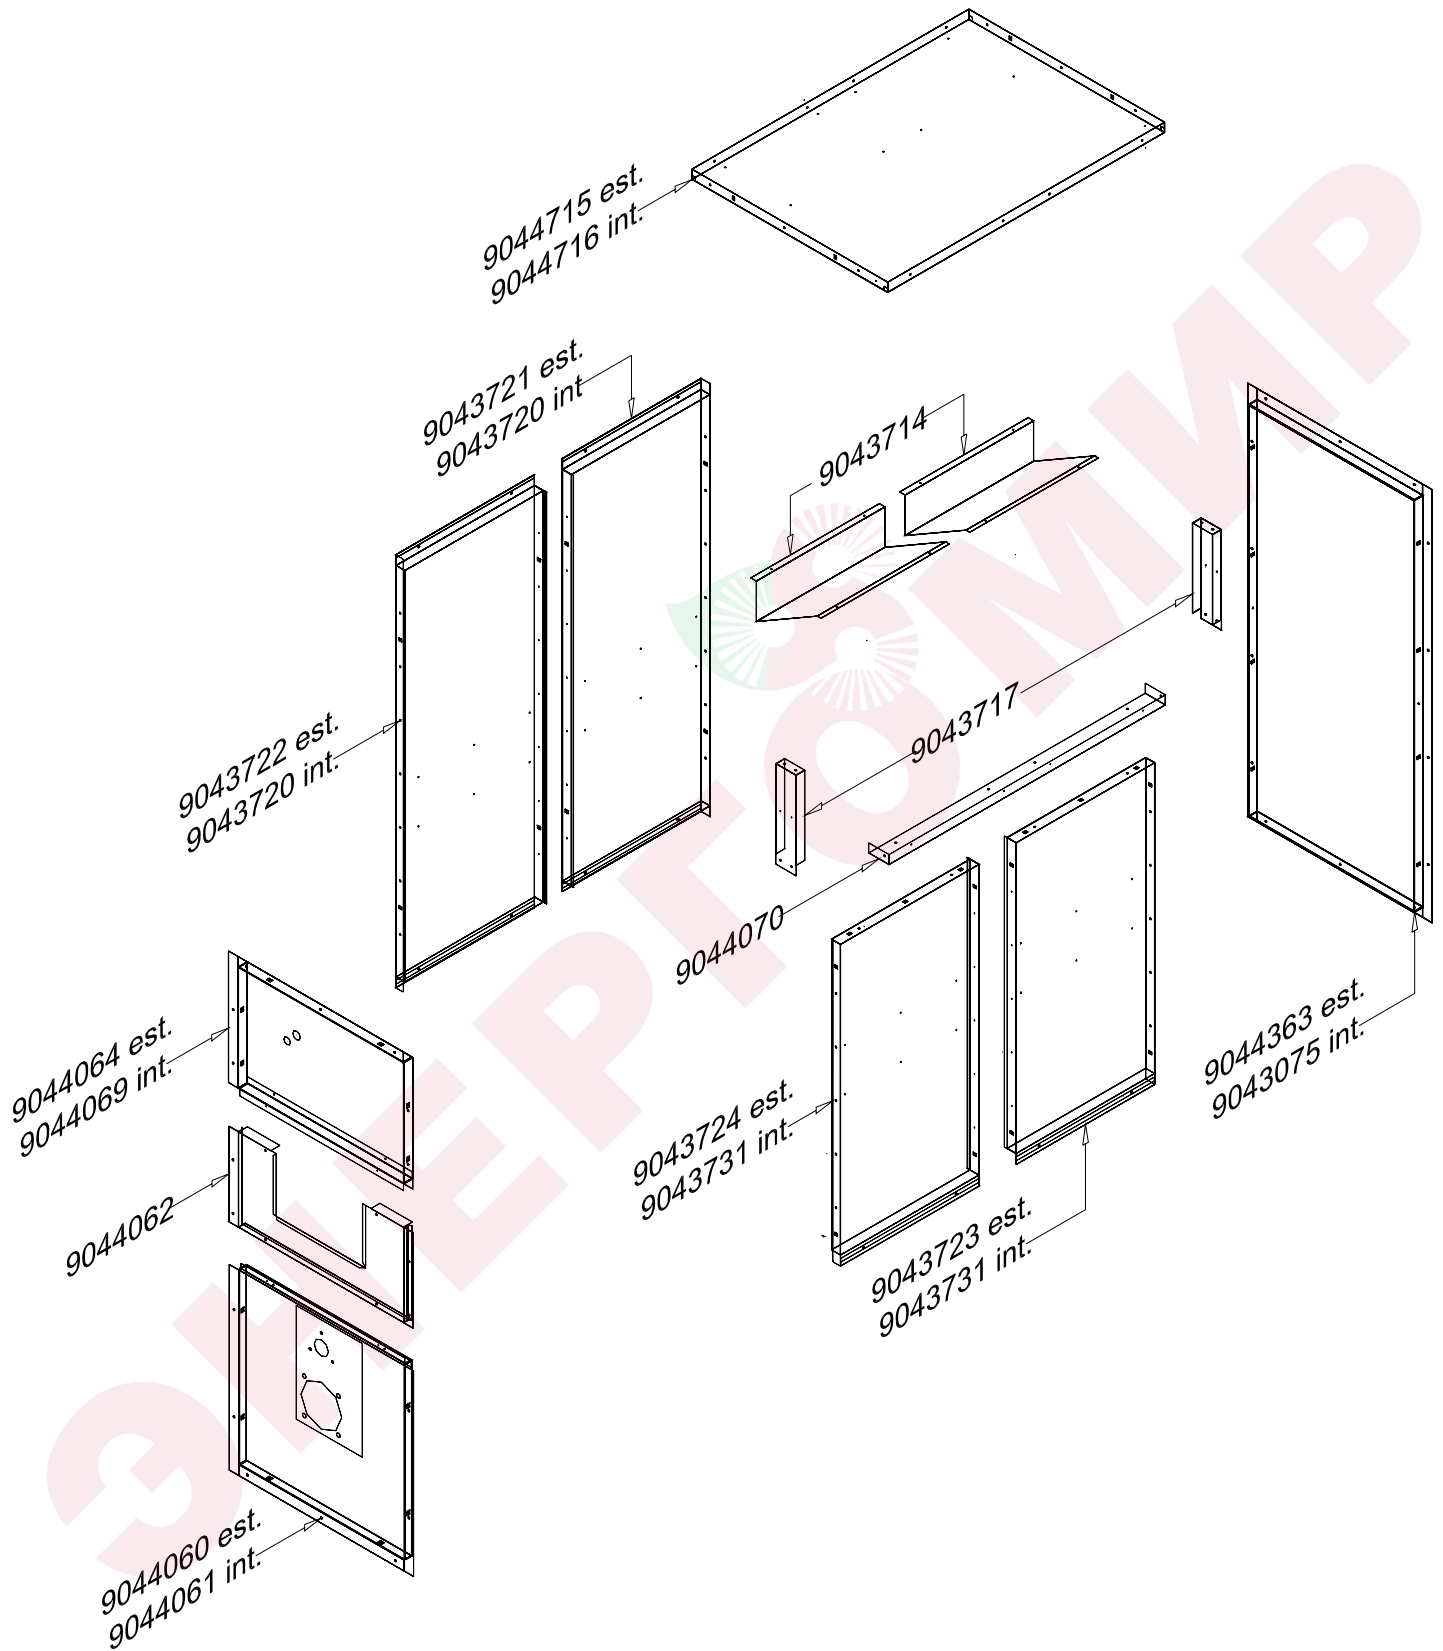 9044715 est.
9044716 int.
9043721 est.
9043720 int
9043714
9043722 est.
9043720 int.
9043717
9044070
9044064 est.
9044069 int.
9044363 est.
9043075 int.
9043724 est.
9043731 int.
9044062
9043723 est.
9043731 int.
9044060 est.
9044061 int.
ЭНЕРГОМИР